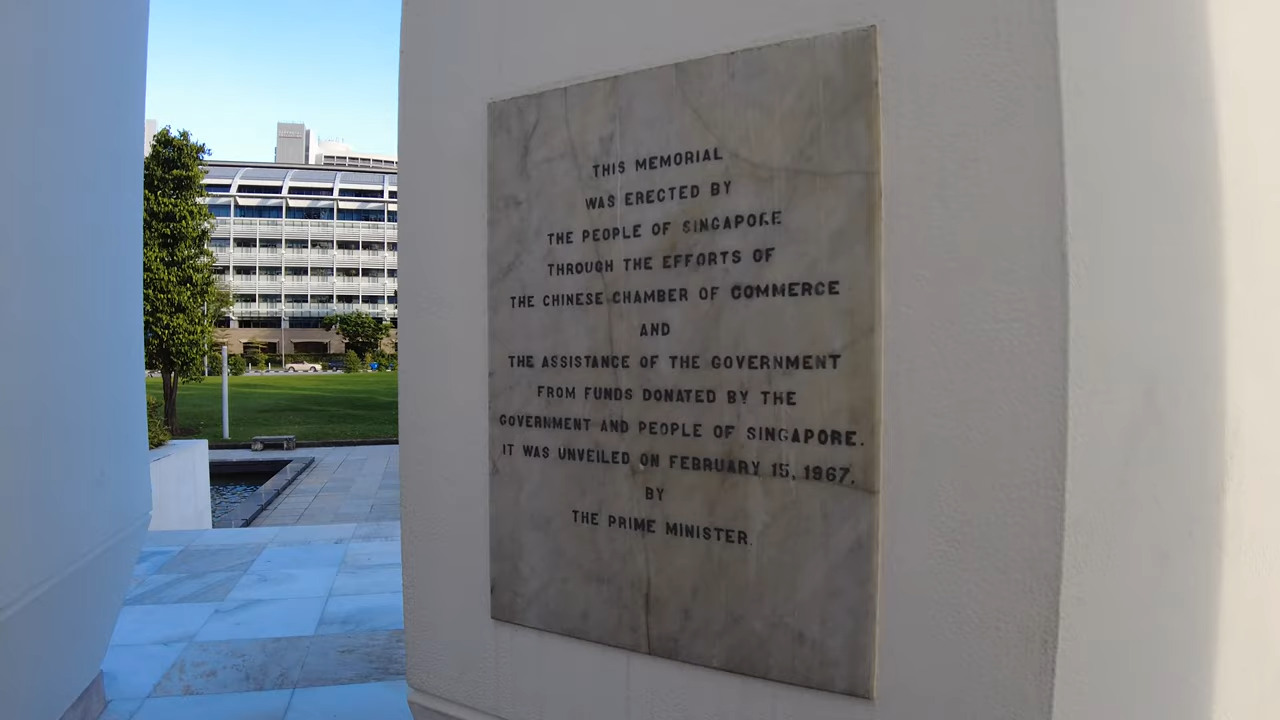 THIS MEMORIAL
WAS ERECTED BY
THE PEOPLE OF SINGAPORE
THROUGH THE EFFORTS OF
THE CHINESE CHAMBER OF COMMERCE
AND
THE ASSISTANCE OF THE GOVERNMENT
FROM FUNDS DONATED BY THE
GOVERNMENT AND PEOPLE OF SINGAPORE.
IT WAS UNVEILED ON FEBRUARY 15, 1967.
BY
THE PRIME MINISTER.